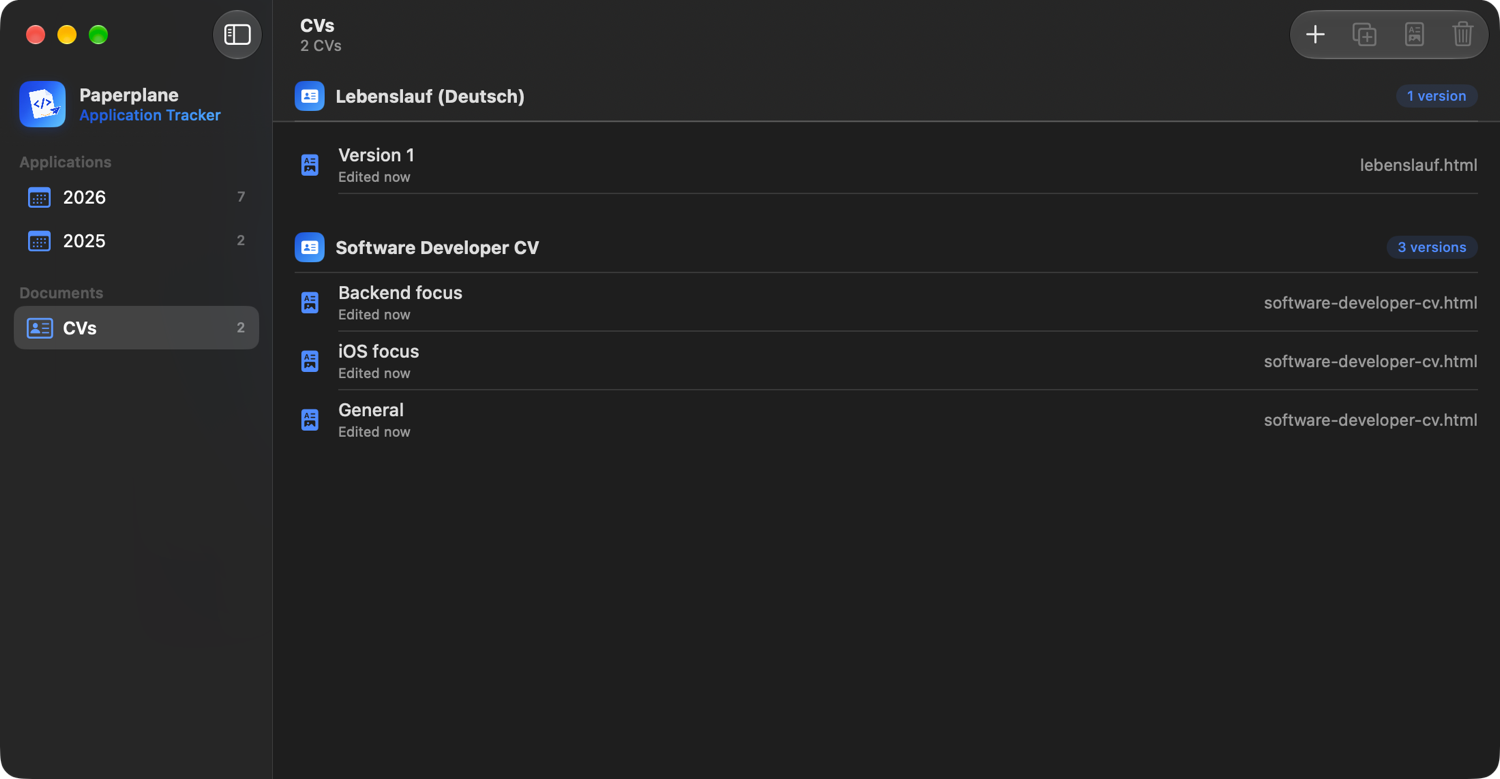 CVs
2 CVs
Paperplane
Application Tracker
Applications
2026 7
2025 2
Documents
CVs 2
Lebenslauf (Deutsch) 1 version
Version 1
Edited now
lebenslauf.html
Software Developer CV 3 versions
Backend focus
Edited now
software-developer-cv.html
iOS focus
Edited now
software-developer-cv.html
General
Edited now
software-developer-cv.html